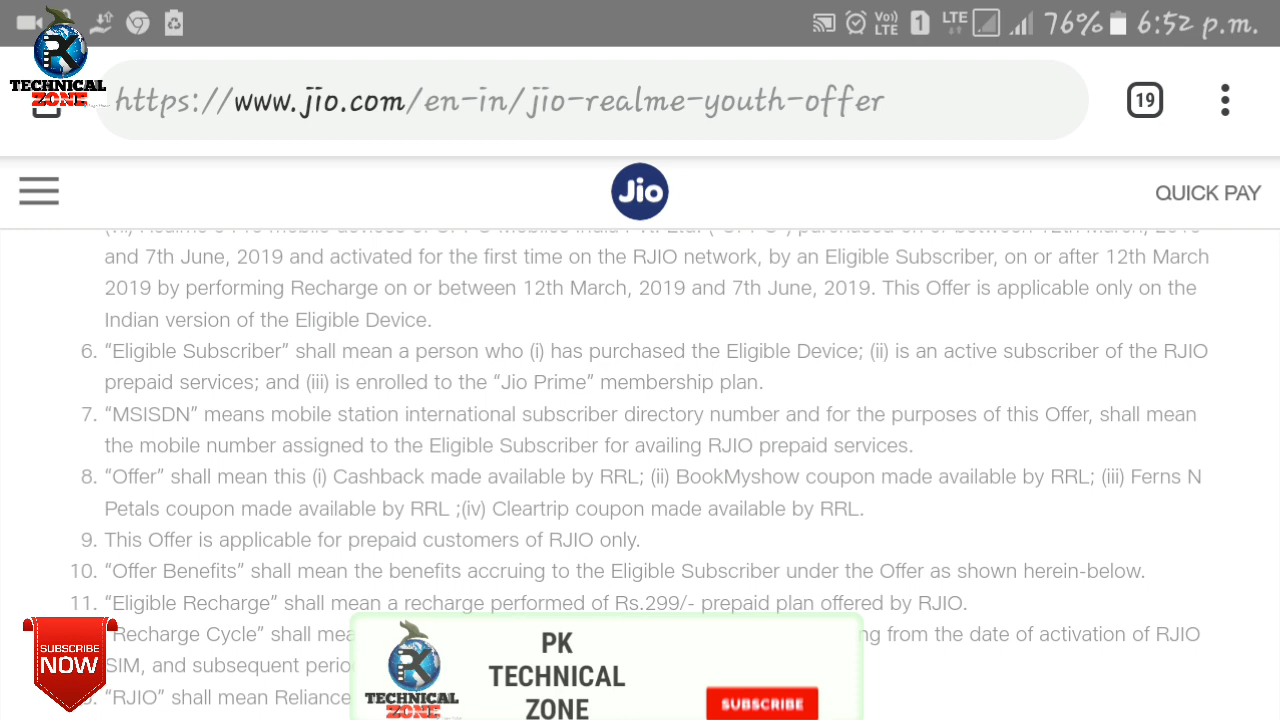 Vo))
LTE
1
LTE
76%
6:52 p.m.
TECHNICAL
ZONE
https://www.jio.com/en-in/jio-realme-youth-offer
19
Jio
QUICK PAY
and 7th June, 2019 and activated for the first time on the RJIO network, by an Eligible Subscriber, on or after 12th March
2019 by performing Recharge on or between 12th March, 2019 and 7th June, 2019. This Offer is applicable only on the
Indian version of the Eligible Device.
6. “Eligible Subscriber” shall mean a person who (i) has purchased the Eligible Device; (ii) is an active subscriber of the RJIO
prepaid services; and (iii) is enrolled to the “Jio Prime” membership plan.
7. “MSISDN” means mobile station international subscriber directory number and for the purposes of this Offer, shall mean
the mobile number assigned to the Eligible Subscriber for availing RJIO prepaid services.
8. “Offer” shall mean this (i) Cashback made available by RRL; (ii) BookMyshow coupon made available by RRL; (iii) Ferns N
Petals coupon made available by RRL ;(iv) Cleartrip coupon made available by RRL.
9. This Offer is applicable for prepaid customers of RJIO only.
10. “Offer Benefits” shall mean the benefits accruing to the Eligible Subscriber under the Offer as shown herein-below.
11. “Eligible Recharge” shall mean a recharge performed of Rs.299/- prepaid plan offered by RJIO.
Recharge Cycle” shall from the date of activation of RJIO
SIM, and subsequent
“RJIO” shall mean Reliance
SUBSCRIBE
NOW
TECHNICAL
ZONE
PK
TECHNICAL
ZONE
SUBSCRIBE